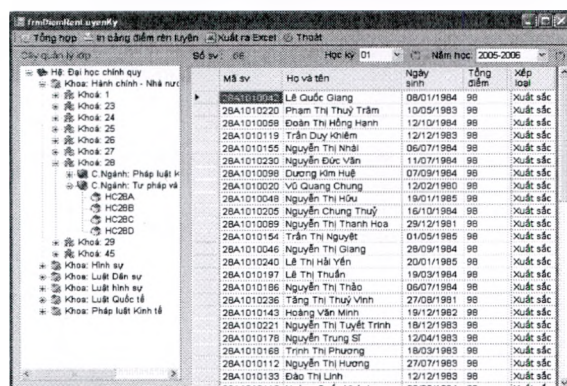 frmDiemRenLuyenKy
Tổng hợp In bảng điểm rèn luyện Xuất ra Excel Thoát
Cây quản lý lớp Số sv : 68 Học kỳ 01 (*) Năm học: 2005-2006 (*)
Hệ: Đại học chính quy
Khoa: Hành chính - Nhà nước
Khoá: 1
Khoá: 23
Khoá: 24
Khoá: 25
Khoá: 26
Khoá: 27
Khoá: 28
C.Ngành: Pháp luật
C.Ngành: Tư pháp và
HC28A
HC28B
HC28C
HC28D
Khoá: 29
Khoá: 45
Khoa: Hình sự
Khoa: Luật Dân sự
Khoa: Luật hình sự
Khoa: Luật Quốc tế
Khoa: Pháp luật Kinh tế
Mã sv Họ và tên Ngày sinh Tổng điểm Xếp loại
28A1010042 Lê Quốc Giang 08/01/1984 98 Xuất sắc
28A1010220 Phạm Thị Thuỳ Trâm 10/05/1983 98 Xuất sắc
28A1010058 Đoàn Thị Hồng Hạnh 12/10/1984 98 Xuất sắc
28A1010119 Trần Duy Khiêm 12/12/1983 98 Xuất sắc
28A1010155 Nguyễn Thị Nhài 06/07/1984 98 Xuất sắc
28A1010230 Nguyễn Đức Văn 11/07/1984 98 Xuất sắc
28A1010098 Dương Kim Huệ 07/09/1984 98 Xuất sắc
28A1010020 Vũ Quang Chung 12/02/1980 98 Xuất sắc
28A1010048 Nguyễn Thị Hữu 19/01/1985 98 Xuất sắc
28A1010205 Nguyễn Chung Thuỷ 16/10/1984 98 Xuất sắc
28A1010089 Nguyễn Thị Thanh Hoa 29/12/1981 98 Xuất sắc
28A1010154 Trần Thị Nguyệt 01/05/1985 98 Xuất sắc
28A1010046 Nguyễn Thị Giang 28/09/1984 98 Xuất sắc
28A1010240 Lê Thị Hải Yến 20/01/1985 98 Xuất sắc
28A1010197 Lê Thị Thuấn 19/03/1984 98 Xuất sắc
28A1010186 Nguyễn Thị Thảo 06/07/1984 98 Xuất sắc
28A1010236 Tăng Thị Thuý Vinh 27/08/1981 98 Xuất sắc
28A1010143 Hoàng Văn Minh 19/12/1982 98 Xuất sắc
28A1010221 Nguyễn Thị Tuyết Trinh 18/12/1983 98 Xuất sắc
28A1010178 Nguyễn Trung Sĩ 12/04/1983 98 Xuất sắc
28A1010168 Trịnh Thị Phương 18/03/1983 98 Xuất sắc
28A1010112 Nguyễn Thị Hương 27/07/1983 98 Xuất sắc
28A1010133 Đào Thị Linh 12/12/1983 98 Xuất sắc